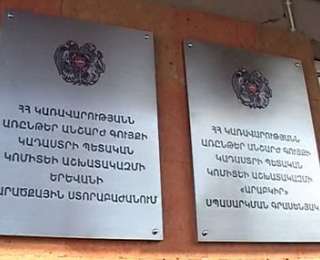 ՀՀ ԿԱՌԱՎԱՐՈՒԹՅԱՆՆ
ԱՌԸՆԹԵՐ ԱՆՇԱՐԺ ԳՈՒՅՔԻ
ԿԱԴԱՍՏՐԻ ՊԵՏԱԿԱՆ
ԿՈՄԻՏԵԻ ԱՇԽԱՏԱԿԱԶՄԻ
ԵՐԵՎԱՆԻ
ԱՐԱԾՔԱՅԻՆ ՍՏՈՐԱԲԱԺԱՆՈՒՄ
ՀՀ ԿԱՌԱՎԱՐՈՒԹՅԱՆՆ
ԱՌԸՆԹԵՐ ԱՆՇԱՐԺ ԳՈՒՅՔԻ
ԿԱԴԱՍՏՐԻ ՊԵՏԱԿԱՆ
ԿՈՄԻՏԵԻ ԱՇԽԱՏԱԿԱԶՄԻ
«ԱՐԱԲԿԻՐ»
ՍՊԱՍԱՐԿՄԱՆ ԳՐԱՍԵՆՅԱԿ